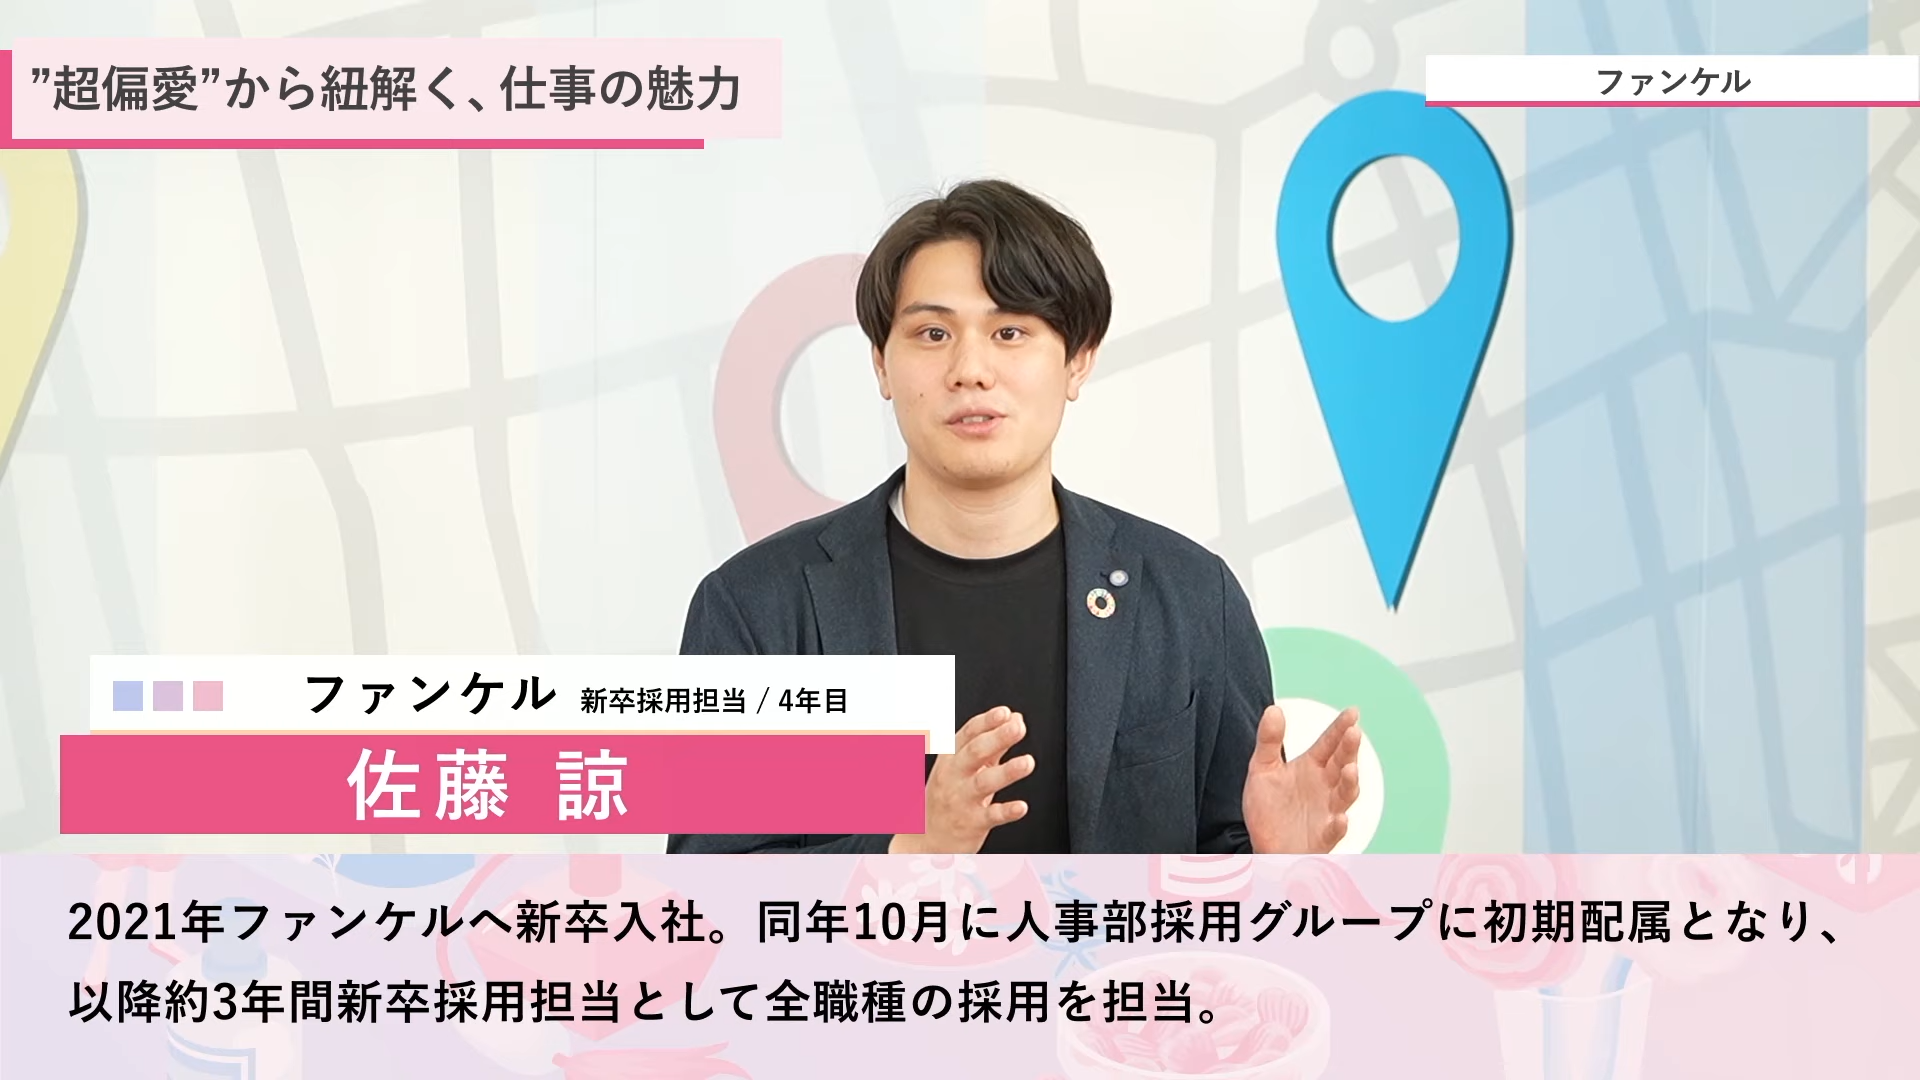 ”超偏愛”から紐解く、仕事の魅力
ファンケル
ファンケル 新卒採用担当 / 4年目
佐藤 諒
2021年ファンケルへ新卒入社。同年10月に人事部採用グループに初期配属となり、
以降約3年間新卒採用担当として全職種の採用を担当。